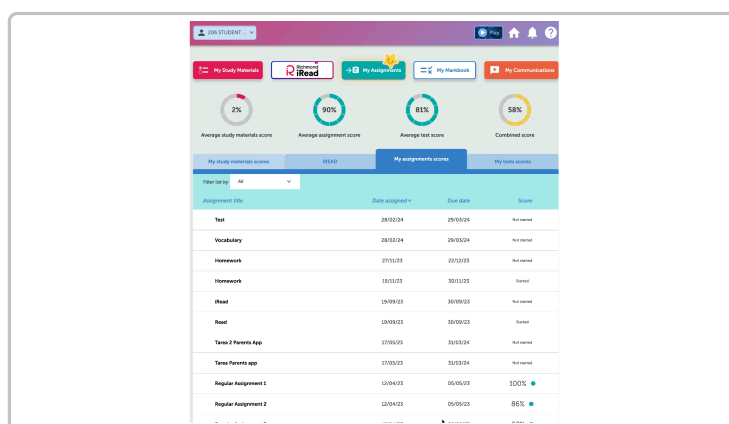 206 STUDENT ...
Play
?
My Study Materials
Richmond
iRead
My Assignments
My Markbook
My Communications
2%
90%
81%
58%
Average study materials score
Average assignment score
Average test score
Combined score
My study materials scores
iREAD
My assignments scores
My tests scores
Filter list by
All
Assignment title Date assigned Due date Score
Test 28/02/24 29/03/24 Not started
Vocabulary 28/02/24 29/03/24 Not started
Homework 27/11/23 22/12/23 Not started
Homework 15/11/23 30/11/23 Started
iRead 19/09/23 30/09/23 Not started
Read 19/09/23 30/09/23 Started
Tarea 2 Parents App 17/05/23 31/03/24 Not started
Tarea Parents app 17/05/23 31/03/24 Not started
Regular Assignment 1 12/04/23 05/05/23 100%
Regular Assignment 2 12/04/23 05/05/23 86%